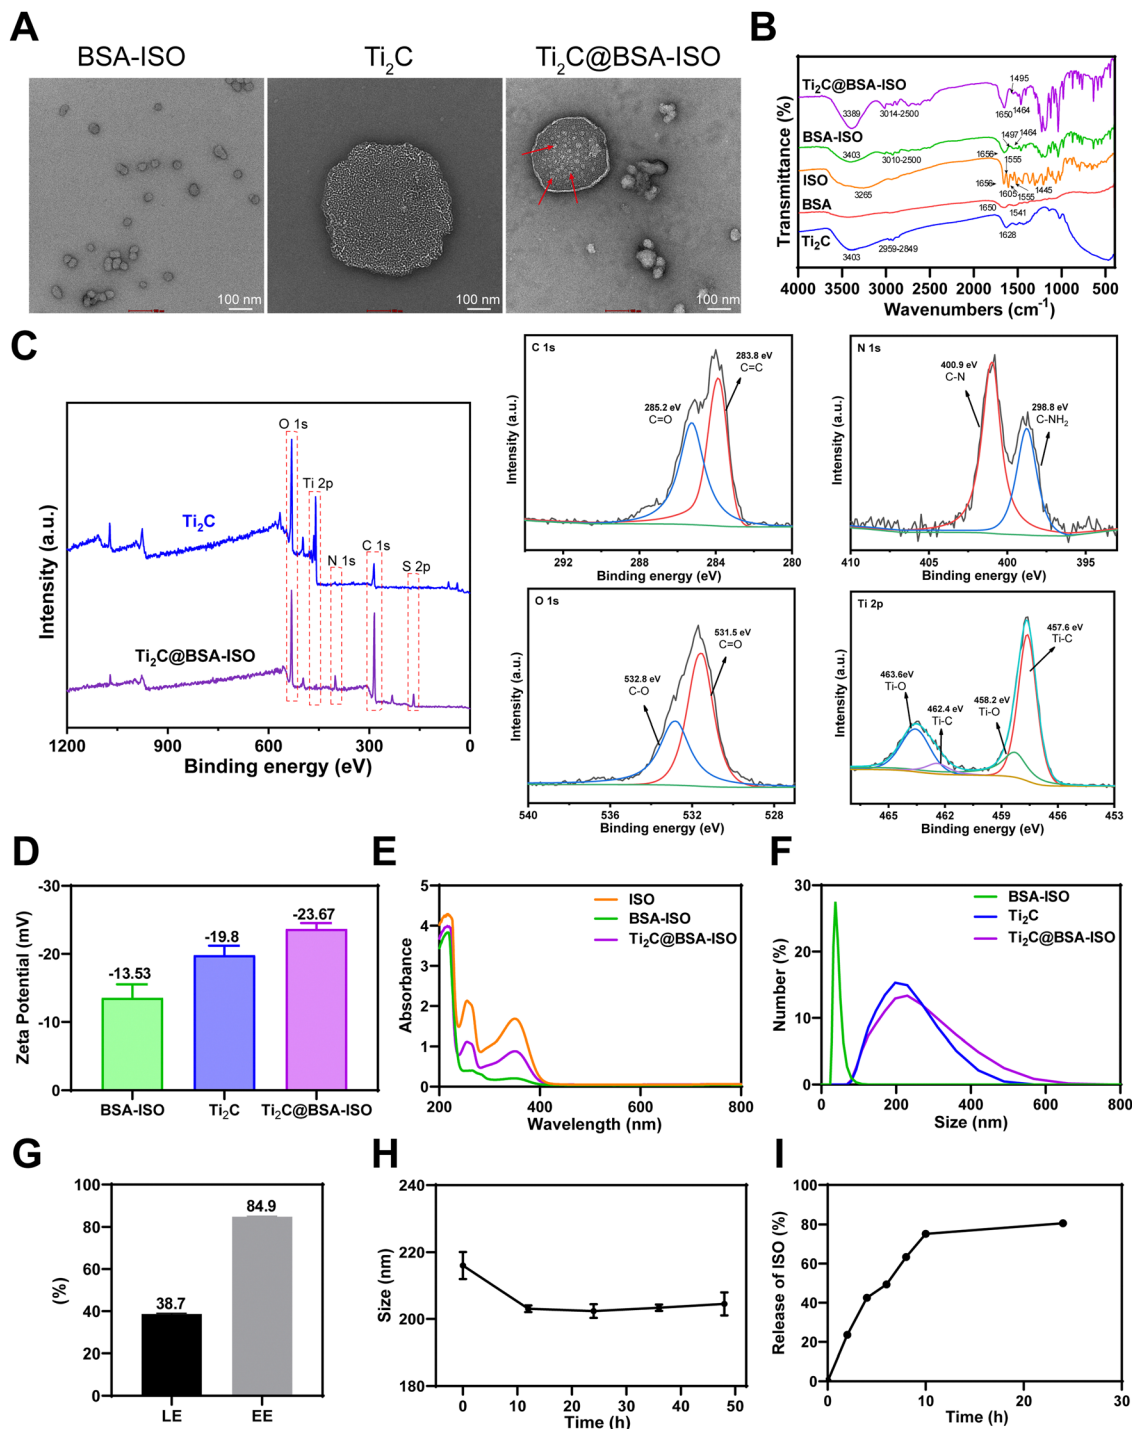 A
BSA-ISO
Ti2C
Ti2C@BSA-ISO
100 nm
100 nm
100 nm
B
Transmittance (%)
Ti2C@BSA-ISO
3389
3014-2500
1650
1495
1464
BSA-ISO
3403
3010-2500
1656
1497
1464
1555
ISO
3265
1656
1605
1555
1445
BSA
1650
1541
Ti2C
3403
2959-2849
1628
4000 3500 3000 2500 2000 1500 1000 500
Wavenumbers (cm-1)
C
Intensity (a.u.)
O 1s
Ti 2p
N 1s
C 1s
S 2p
Ti2C
Ti2C@BSA-ISO
1200 900 600 300 0
Binding energy (eV)
C 1s
283.8 eV
C=C
285.2 eV
C=O
Intensity (a.u.)
292 288 284 280
Binding energy (eV)
N 1s
400.9 eV
C-N
298.8 eV
C-NH2
Intensity (a.u.)
410 405 400 395
Binding energy (eV)
O 1s
531.5 eV
C=O
532.8 eV
C-O
Intensity (a.u.)
540 536 532 528
Binding energy (eV)
Ti 2p
457.6 eV
Ti-C
463.6eV
Ti-O
462.4 eV
Ti-C
458.2 eV
Ti-O
Intensity (a.u.)
465 462 459 456 453
Binding energy (eV)
D
Zeta Potential (mV)
-30
-20
-10
0
-13.53
-19.8
-23.67
BSA-ISO Ti2C Ti2C@BSA-ISO
E
Absorbance
5
4
3
2
1
0
ISO
BSA-ISO
Ti2C@BSA-ISO
200 400 600 800
Wavelength (nm)
F
Number (%)
30
20
10
0
BSA-ISO
Ti2C
Ti2C@BSA-ISO
0 200 400 600 800
Size (nm)
G
(%)
100
80
60
40
20
0
38.7
84.9
LE EE
H
Size (nm)
240
220
200
180
0 10 20 30 40 50
Time (h)
I
Release of ISO (%)
100
80
60
40
20
0
0 10 20 30
Time (h)